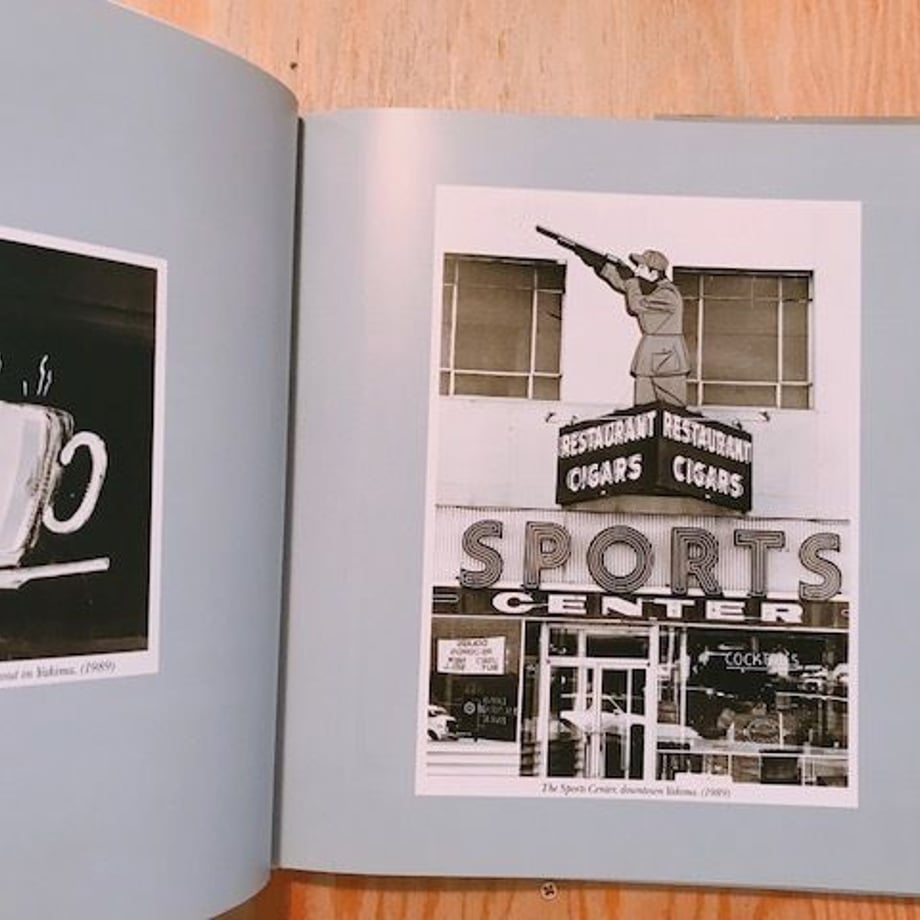 in Yakima. (1989)
RESTAURANT RESTAURANT
CIGARS CIGARS
SPORTS
CENTER
COCKTAILS
The Sports Center, downtown Yakima. (1989)